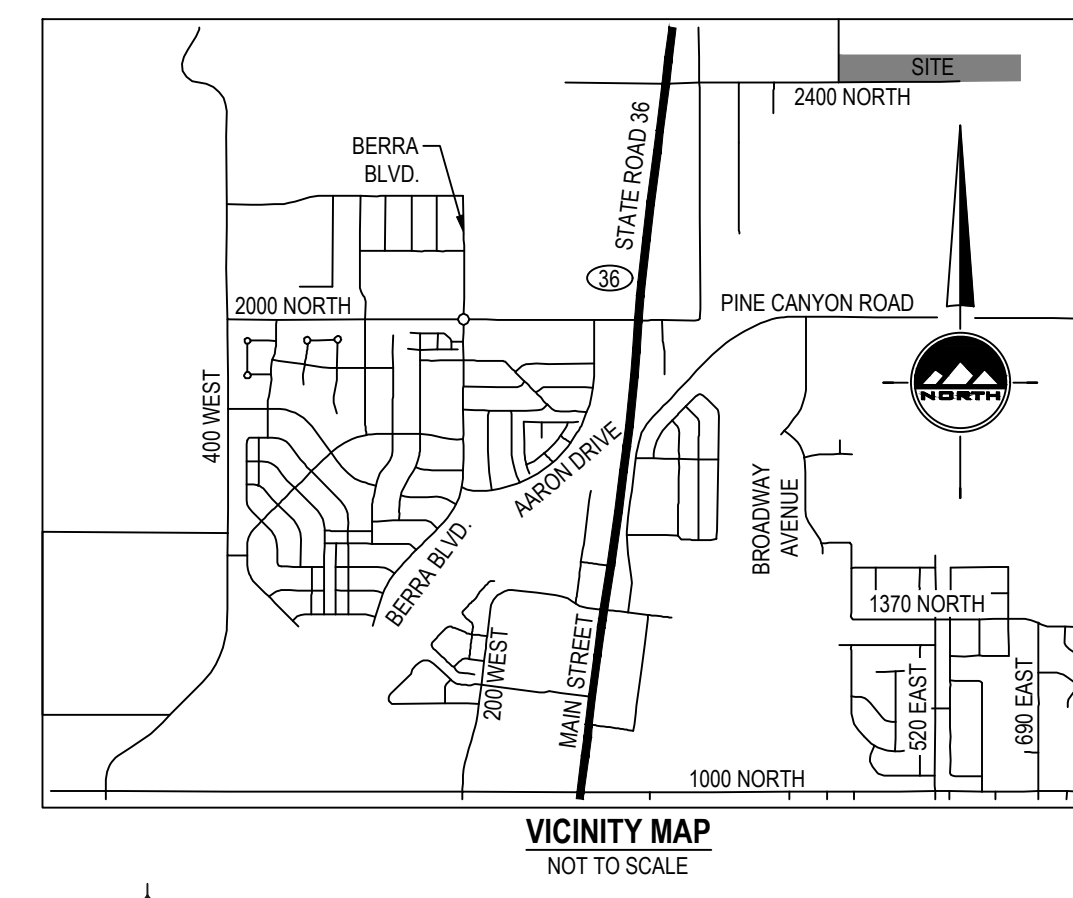 SITE
2400 NORTH
BERRA
BLVD.
STATE ROAD 36
36
2000 NORTH
PINE CANYON ROAD
NORTH
400 WEST
AARON DRIVE
BROADWAY
AVENUE
BERRA BLVD.
1370 NORTH
200 WEST
MAIN STREET
520 EAST
690 EAST
1000 NORTH
VICINITY MAP
NOT TO SCALE